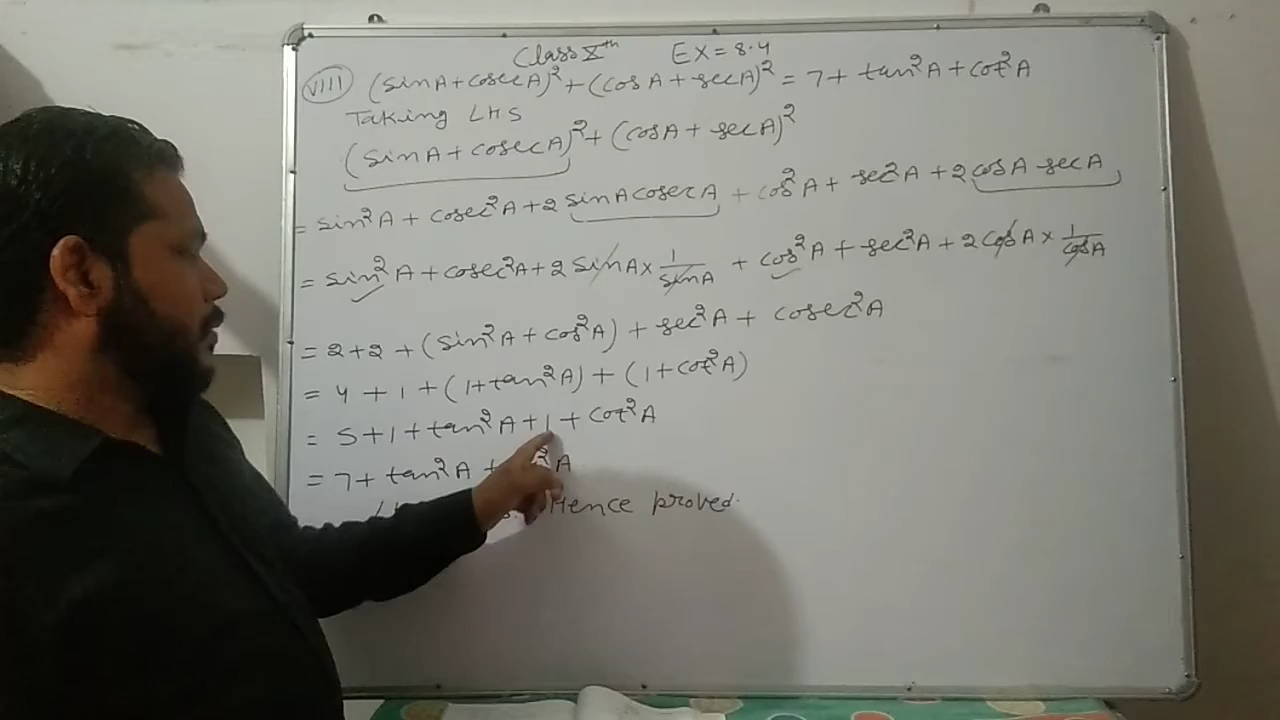 Class Xth EX = 8.4
(VIII) (sinA+cosecA)² + (cosA+secA)² = 7+ tan²A + cot²A
Taking LHS
(sinA+cosecA)² + (cosA + secA)²
= sin²A + cosec²A + 2 sinA cosecA + cos²A + sec²A + 2 cosA secA
= sin²A + cosec²A + 2 sinA × 1/sinA + cos²A + sec²A + 2 cosA × 1/cosA
= 2+2 + (sin²A + cos²A) + sec²A + cosec²A
= 4 + 1 + (1+tan²A) + (1+cot²A)
= 5+1+tan²A+1+cot²A
= 7+ tan²A + ²A
Hence proved.